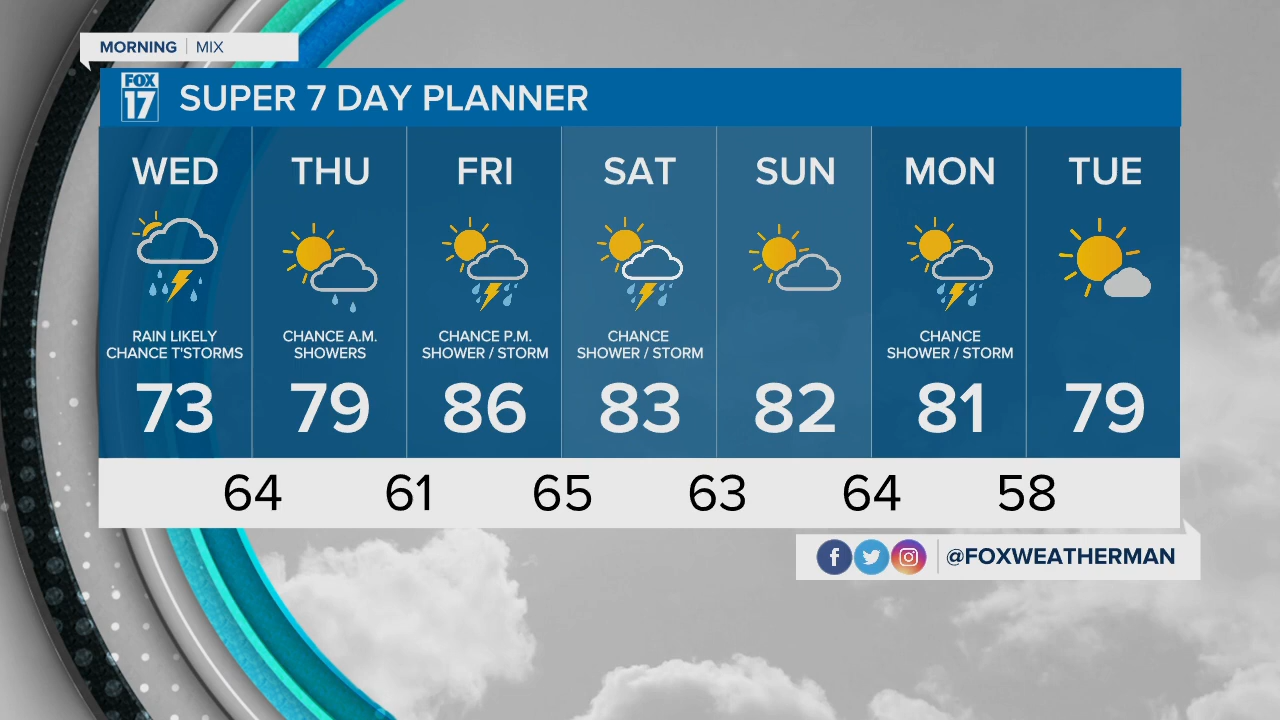 MORNING | MIX
FOX
17
SUPER 7 DAY PLANNER
WED THU FRI SAT SUN MON TUE
RAIN LIKELY CHANCE A.M. CHANCE P.M. CHANCE CHANCE
CHANCE T'STORMS SHOWERS SHOWER / STORM SHOWER / STORM SHOWER / STORM
73 79 86 83 82 81 79
64 61 65 63 64 58
@FOXWEATHERMAN